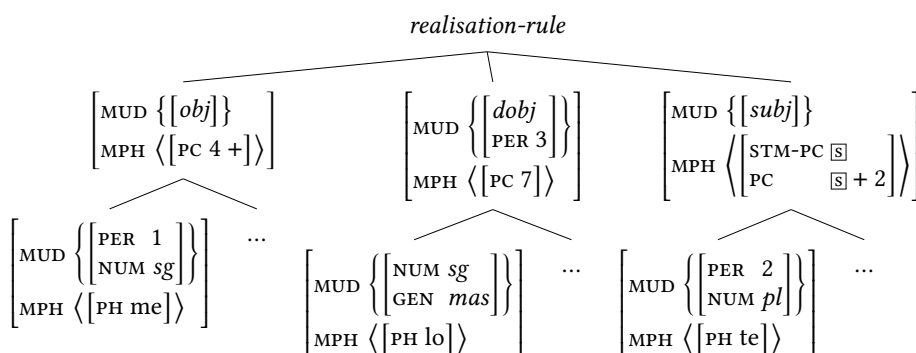 realisation-rule
[MUD {[obj]}
MPH ⟨[PC 4 +]⟩]
[MUD {[dobj
PER 3]}
MPH ⟨[PC 7]⟩]
[MUD {[subj]}
MPH ⟨[STM-PC [s]
PC [s] + 2]⟩]
[MUD {[PER 1
NUM sg]}
MPH ⟨[PH me]⟩]
...
[MUD {[NUM sg
GEN mas]}
MPH ⟨[PH lo]⟩]
...
[MUD {[PER 2
NUM pl]}
MPH ⟨[PH te]⟩]
...